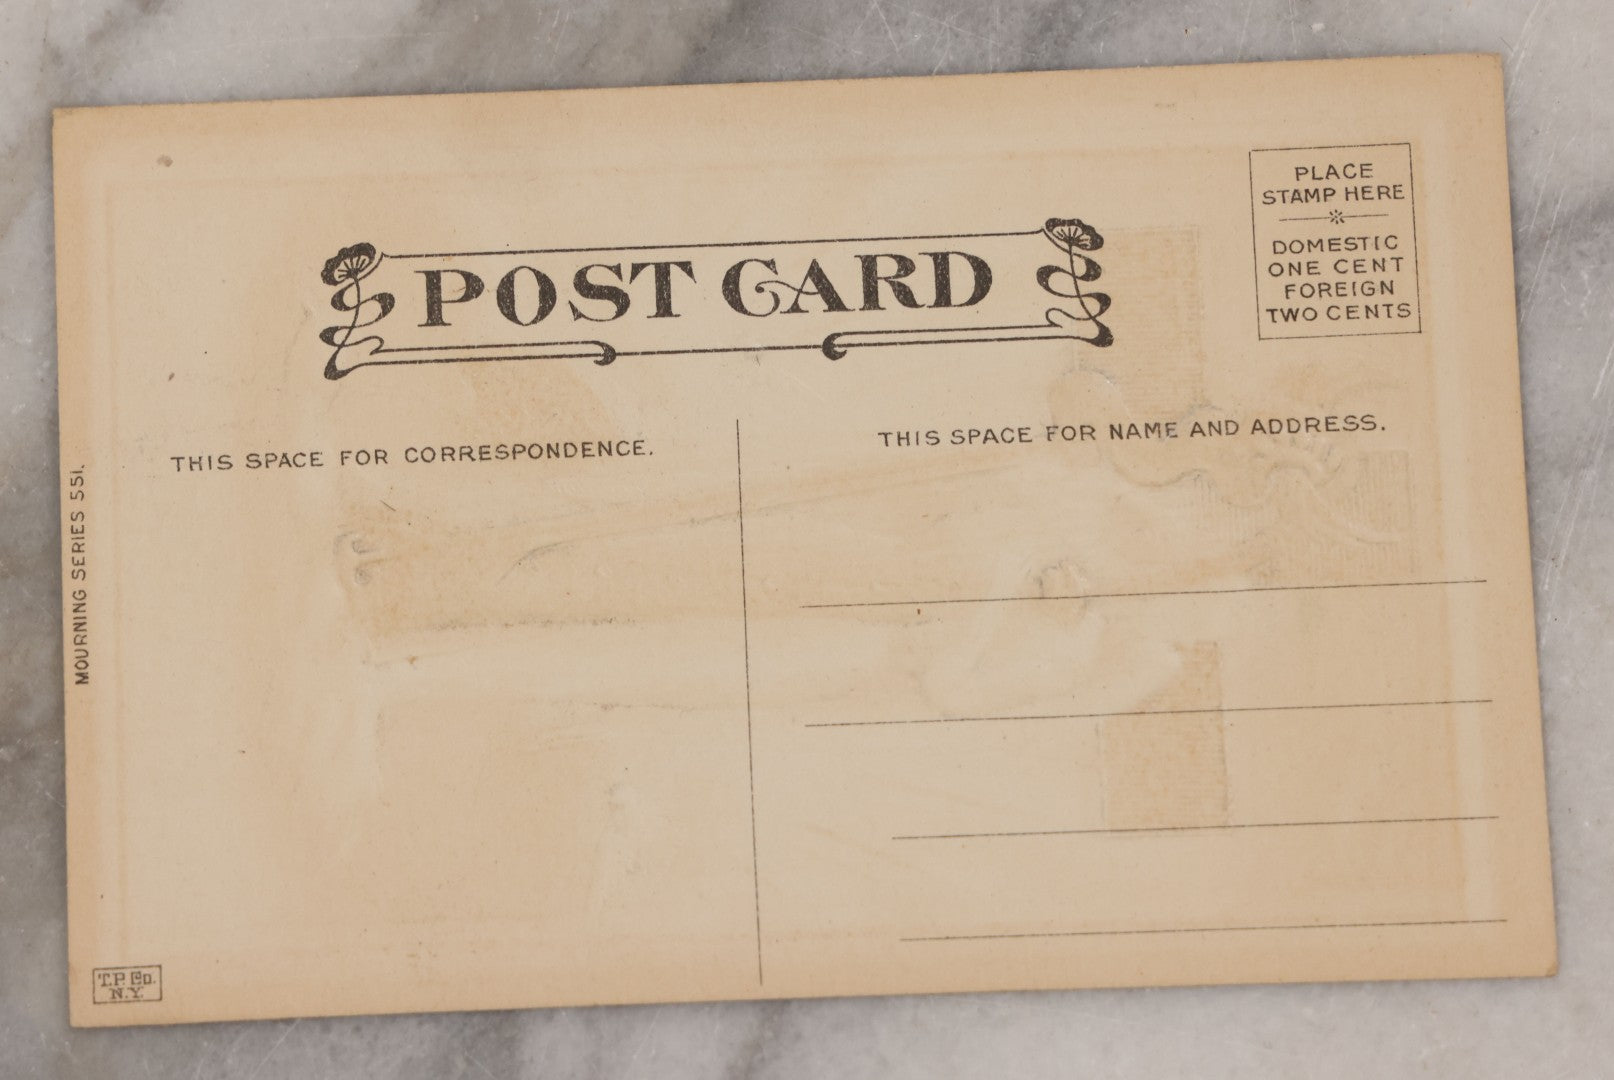 PLACE
STAMP HERE
DOMESTIC
ONE CENT
FOREIGN
TWO CENTS
POST CARD
THIS SPACE FOR CORRESPONDENCE.
THIS SPACE FOR NAME AND ADDRESS.
MOURNING SERIES 551.
T.P. Co.
N.Y.